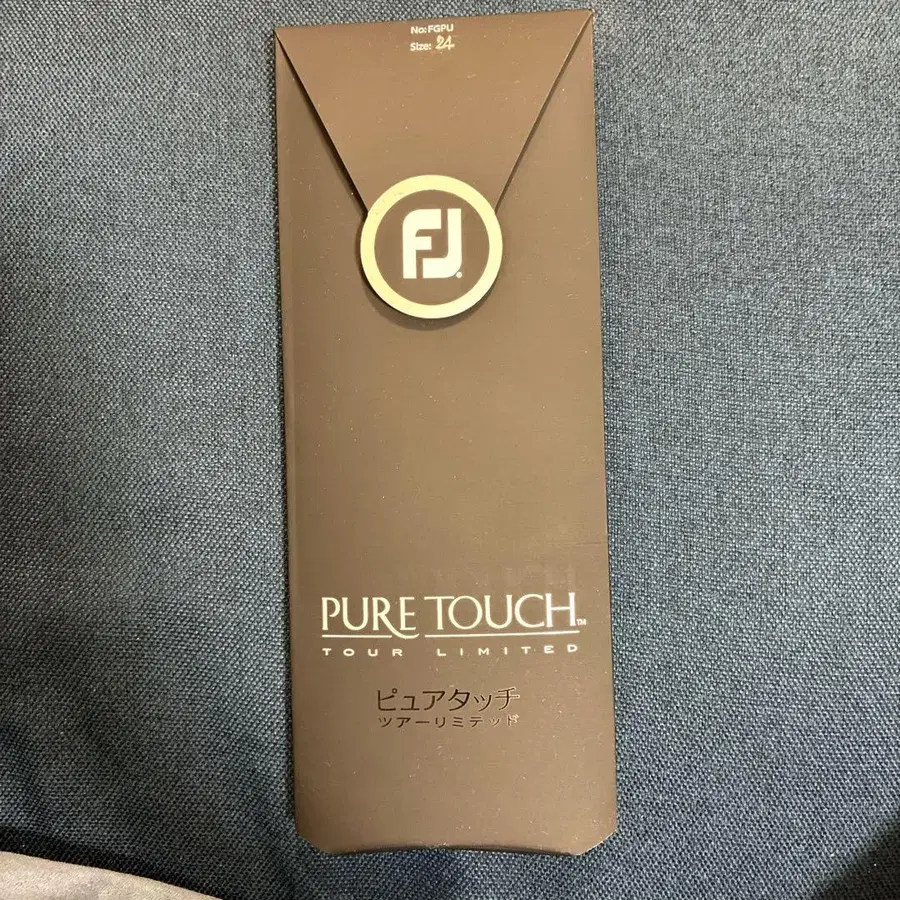 No:FGPU
Size: 24
FJ®
PURE TOUCH™
TOUR LIMITED
ピュアタッチ
ツアーリミテッド